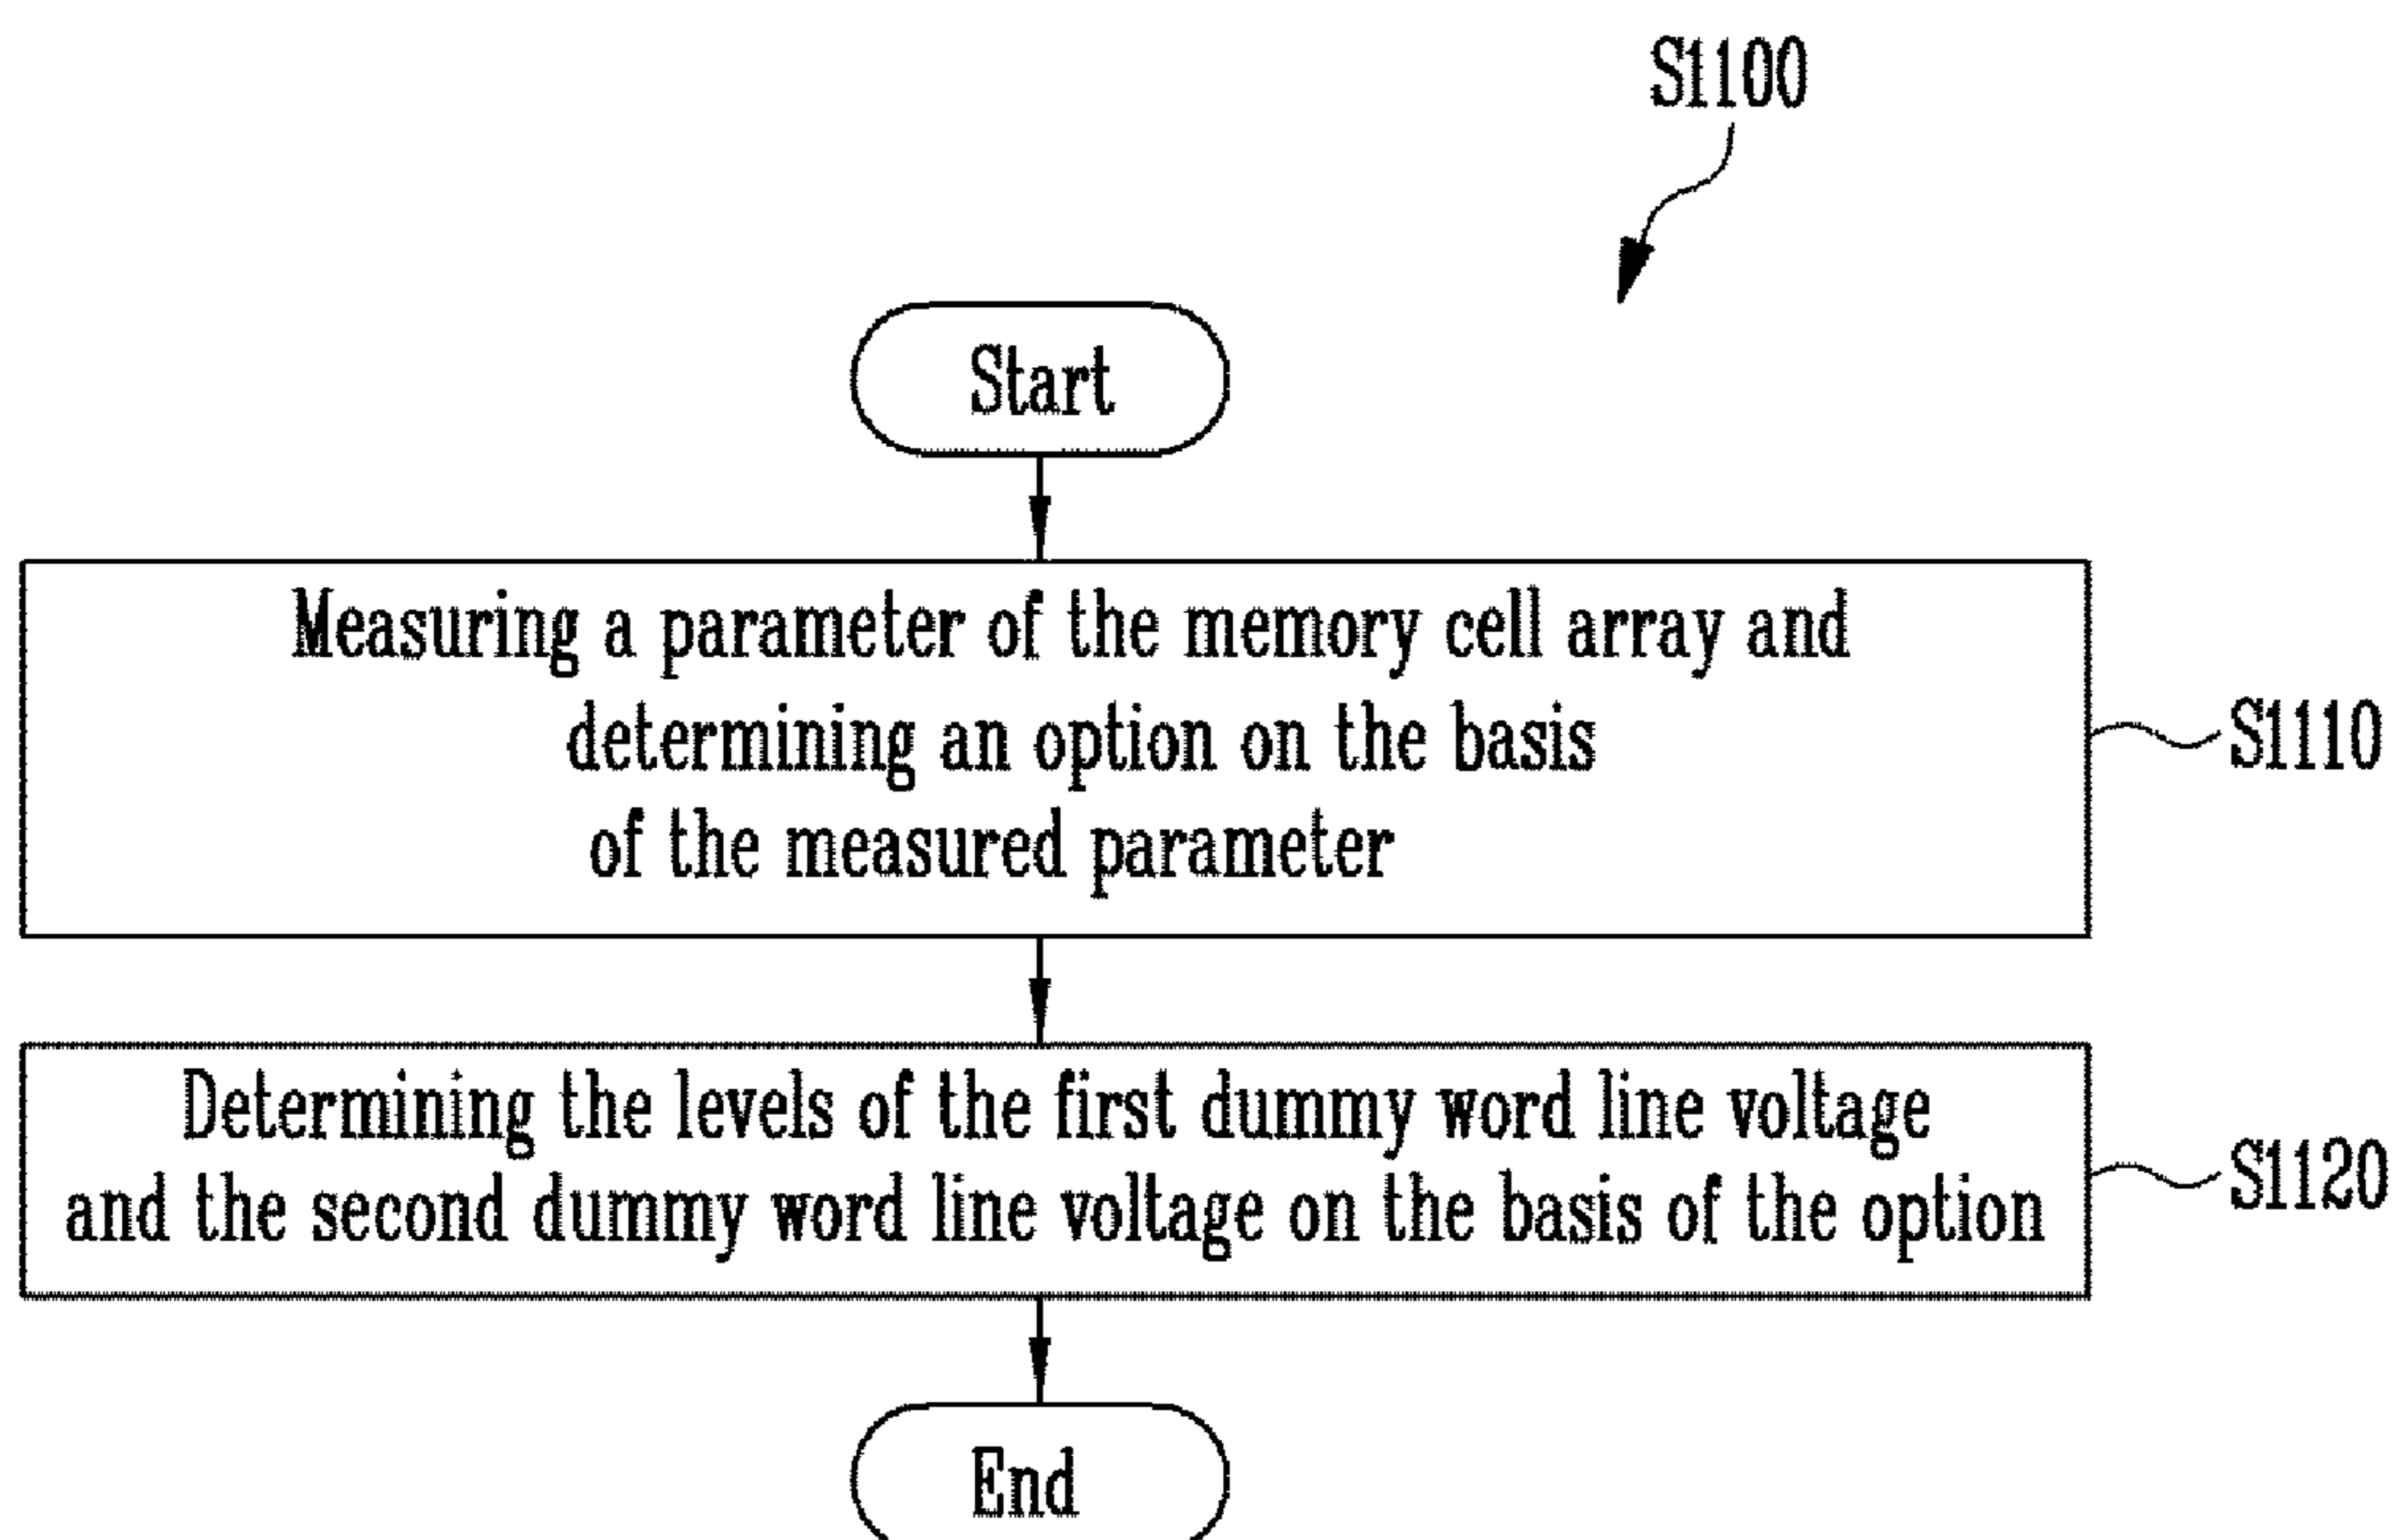 S1100
Start
Measuring a parameter of the memory cell array and
determining an option on the basis
of the measured parameter
S1110
Determining the levels of the first dummy word line voltage
and the second dummy word line voltage on the basis of the option
S1120
End